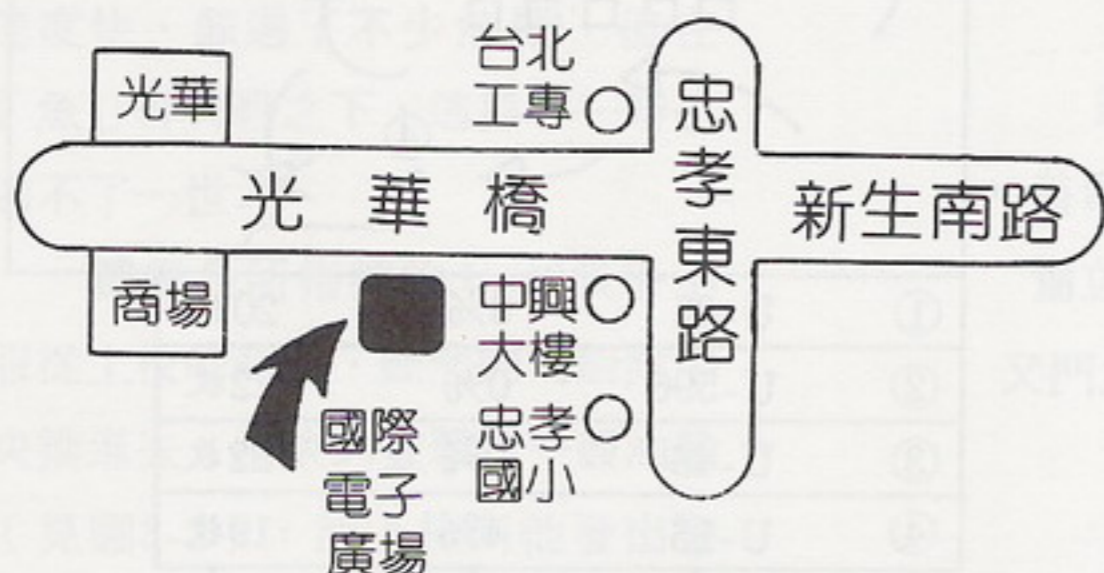 光華
商場
光華橋
台北
工專
忠孝東路
新生南路
中興
大樓
忠孝
國小
國際
電子
廣場